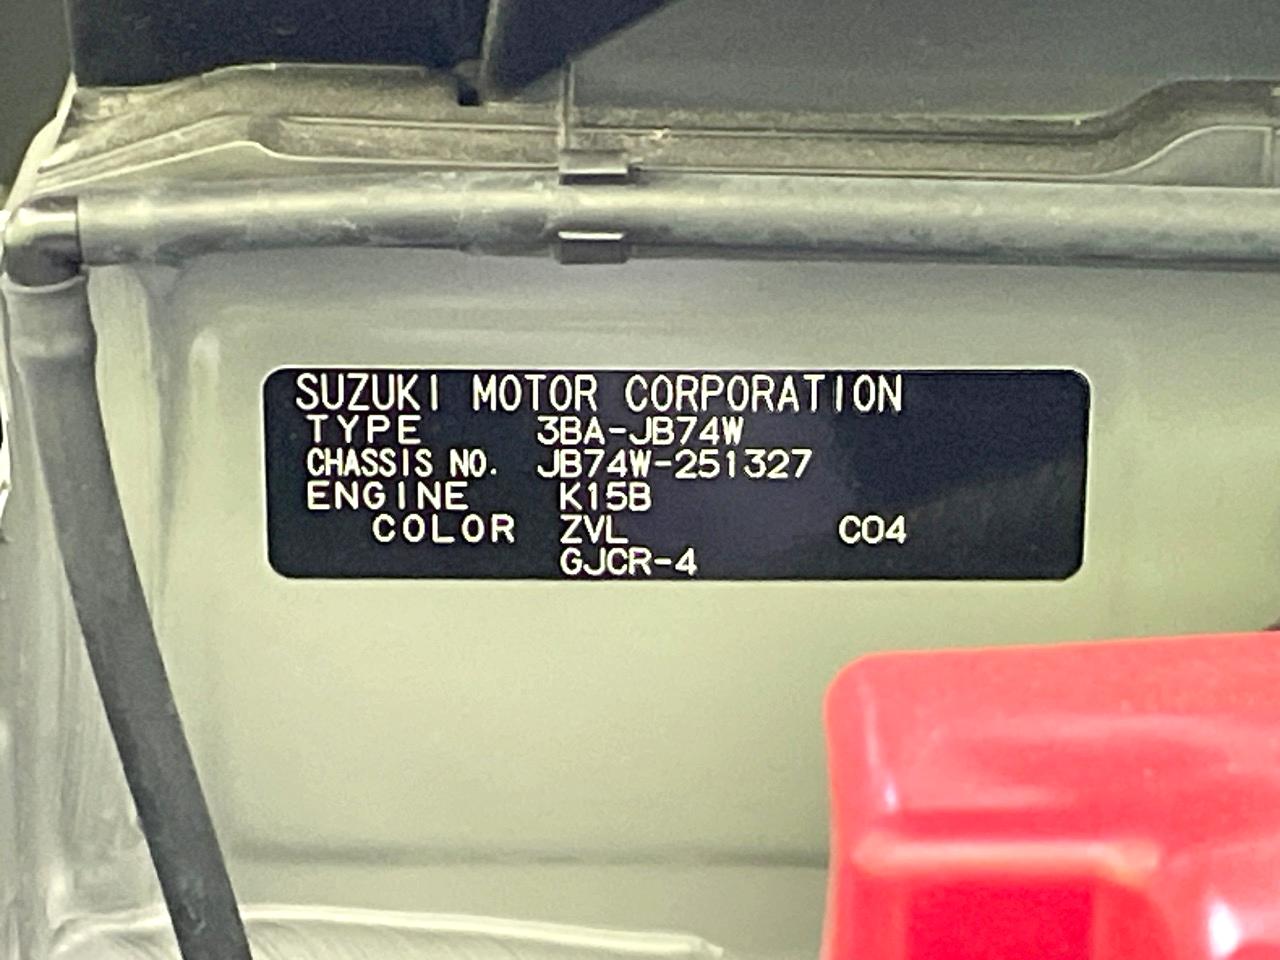 SUZUKI MOTOR CORPORATION
TYPE 3BA-JB74W
CHASSIS NO. JB74W-251327
ENGINE K15B
COLOR ZVL C04
GJCR-4